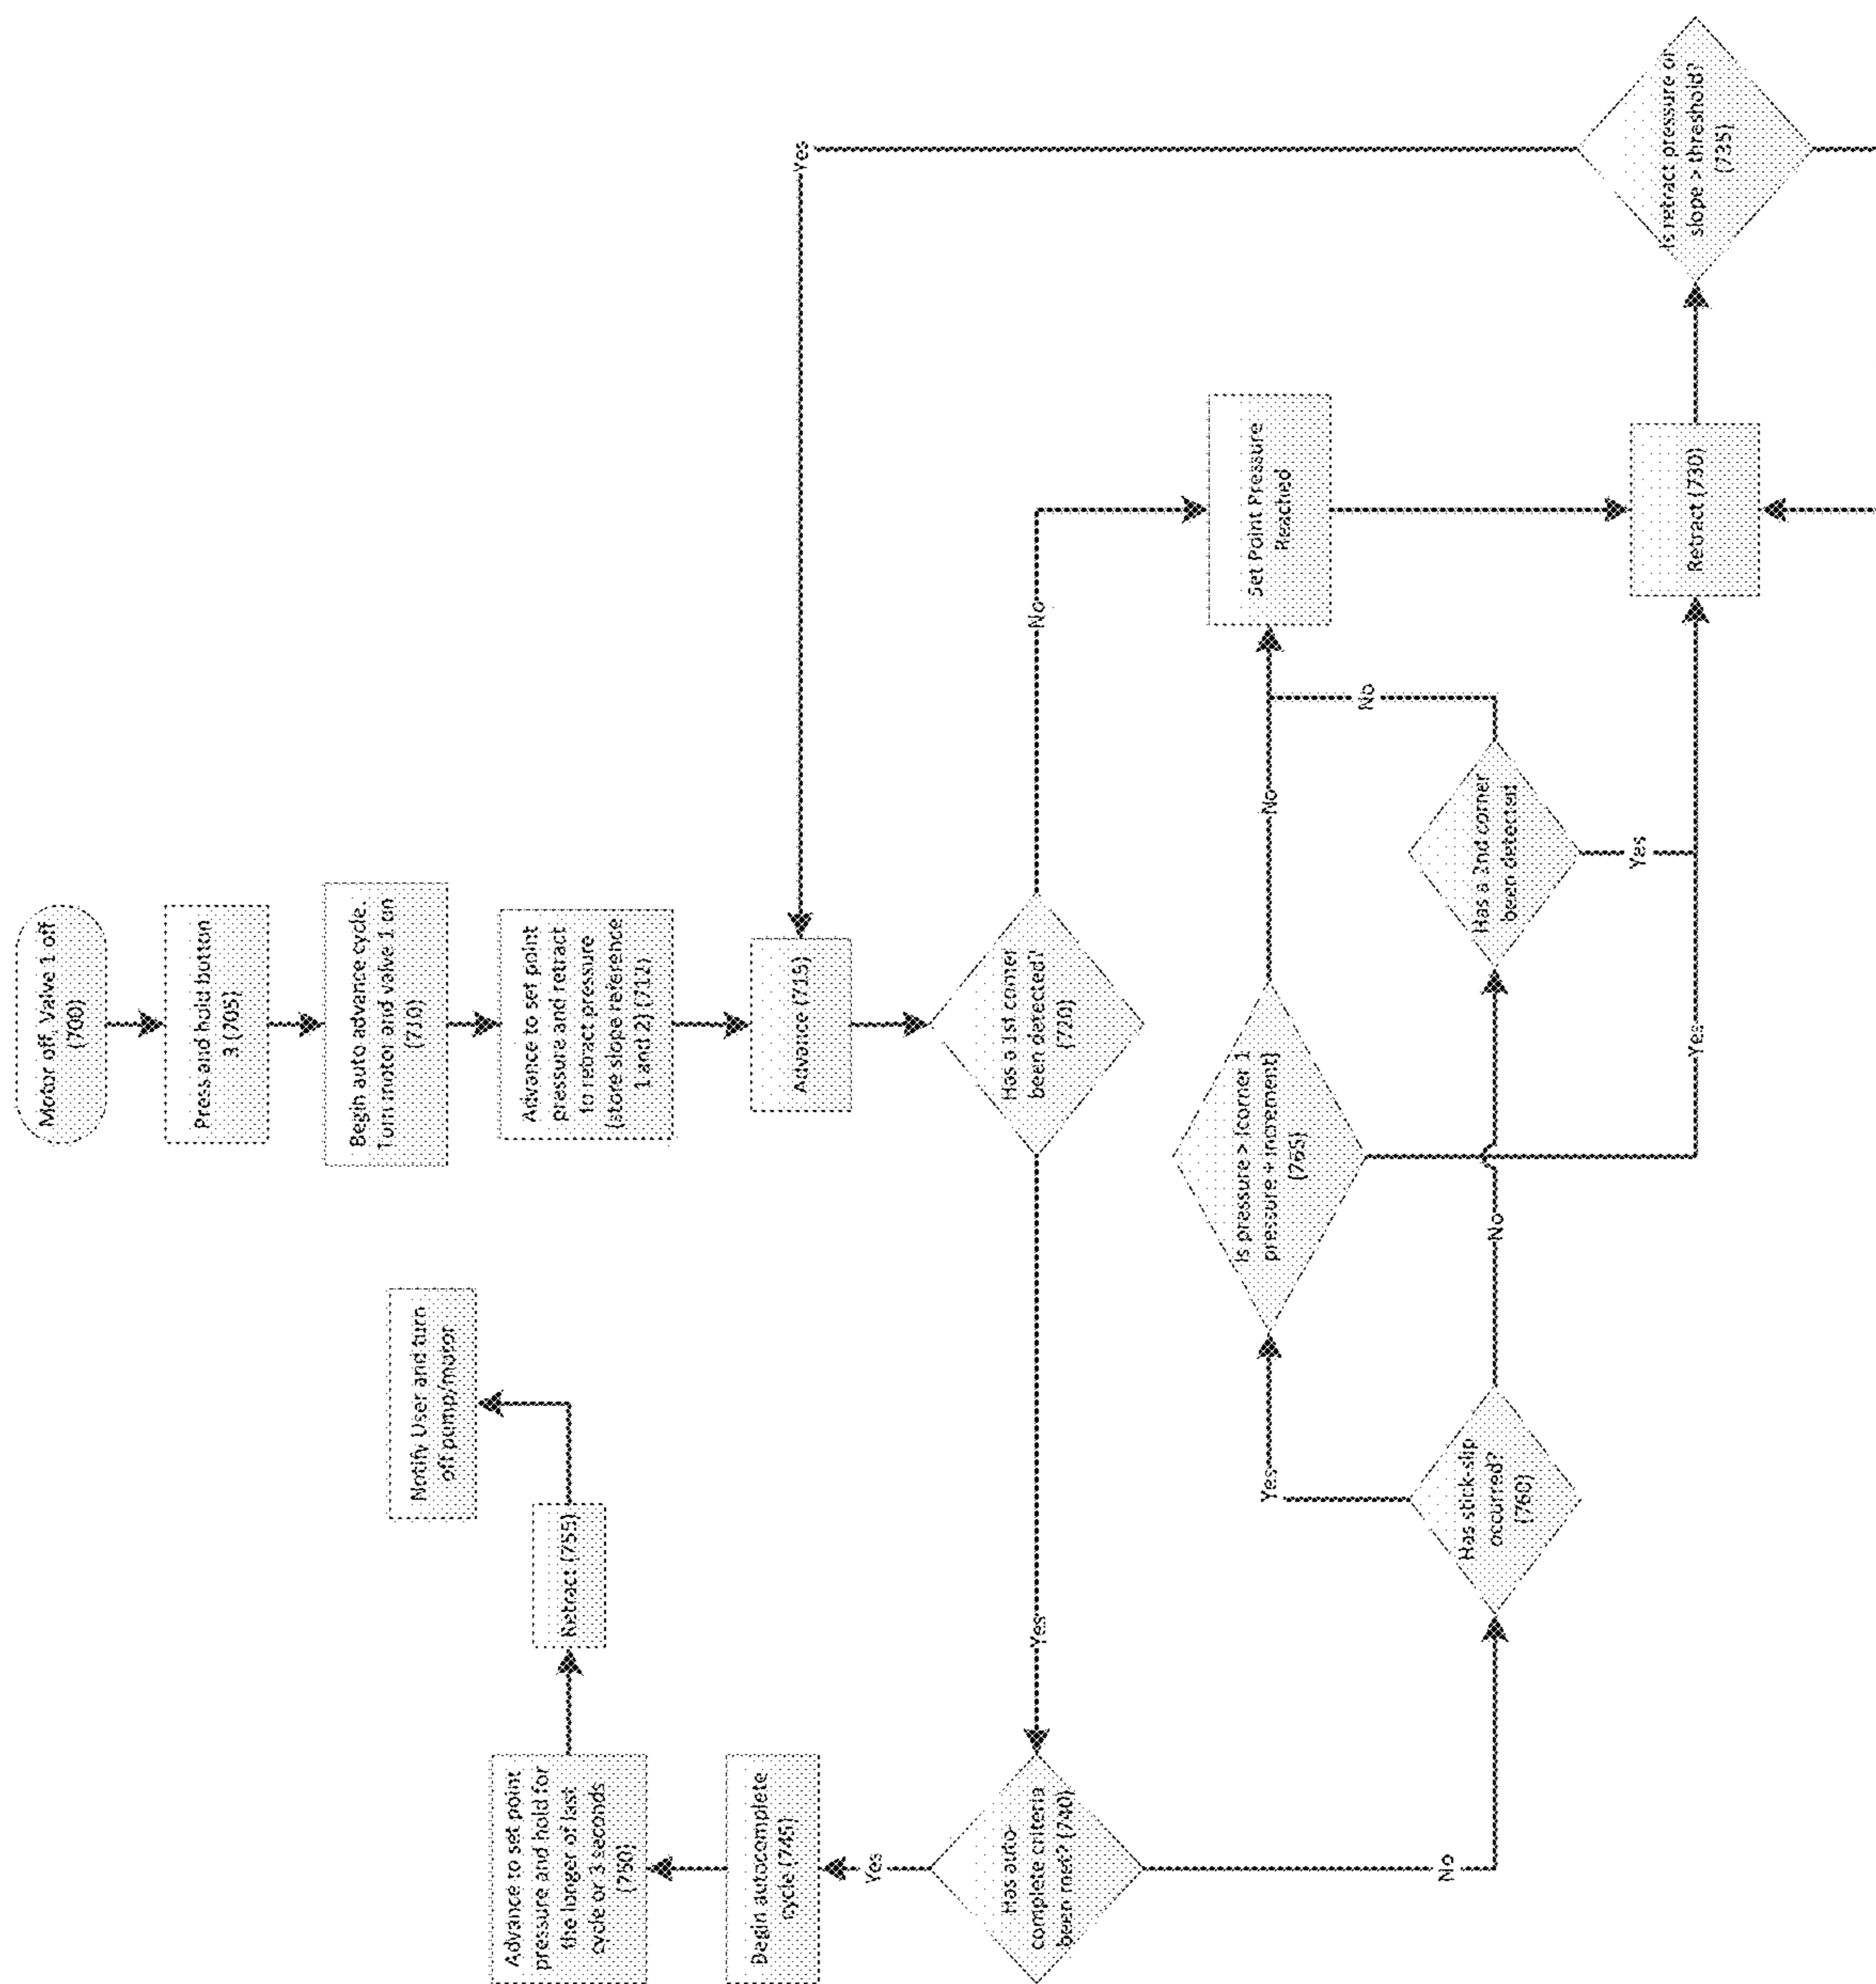 Motor off, Valve 1 off
(700)
Press and hold button
3 (705)
Begin auto advance cycle.
Turn motor and valve 1 on
(710)
Advance to set point
pressure and retract
to retract pressure
(store slope reference
1 and 2) (712)
Advance (715)
Has a 1st corner
been detected?
(720)
Yes
No
Has auto-
complete criteria
been met? (740)
Yes
Begin autocomplete
cycle (745)
Advance to set point
pressure and hold for
the longer of last
cycle or 3 seconds
(750)
Retract (755)
Notify User and turn
off pump/motor
No
Has stick-slip
occurred?
(760)
Yes
No
Is pressure > (corner 1
pressure + increment)
(765)
No
Yes
Has a 2nd corner
been detected
No
Yes
Set Point Pressure
Reached
Retract (730)
Is retract pressure or
slope > threshold?
(735)
Yes